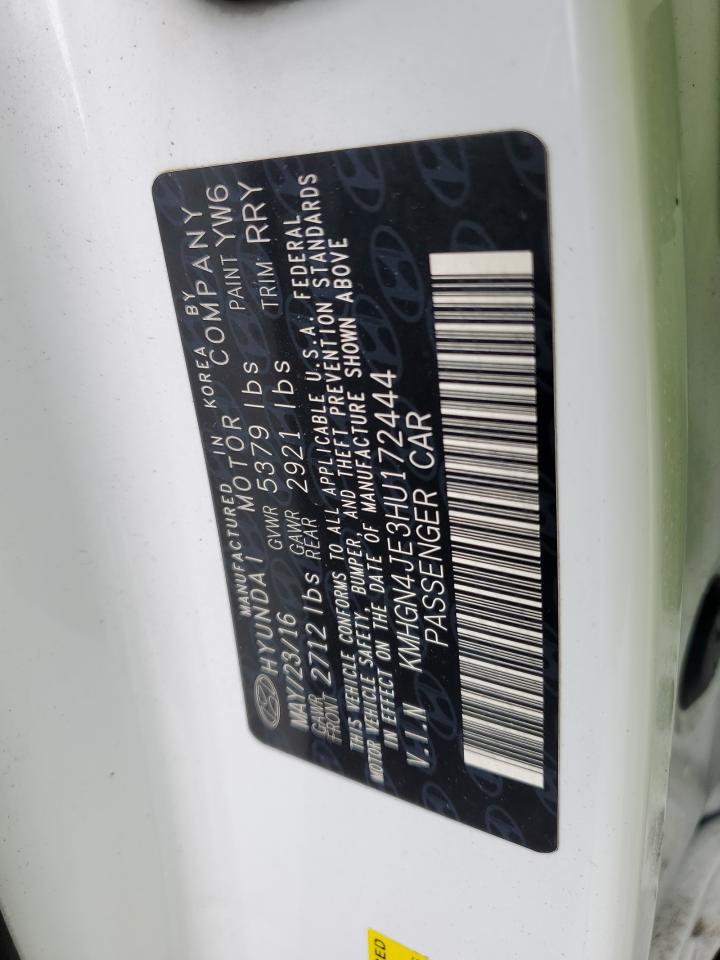 MANUFACTURED IN KOREA BY
HYUNDAI MOTOR COMPANY
MAY/23/16 GVWR 5379 lbs PAINT YW6
GAWR FRONT 2712 lbs GAWR REAR 2921 lbs TRIM RRY
THIS VEHICLE CONFORMS TO ALL APPLICABLE U.S.A. FEDERAL
MOTOR VEHICLE SAFETY, BUMPER, AND THEFT PREVENTION STANDARDS
IN EFFECT ON THE DATE OF MANUFACTURE SHOWN ABOVE
V.I.N KMHGN4JE3HU172444
PASSENGER CAR